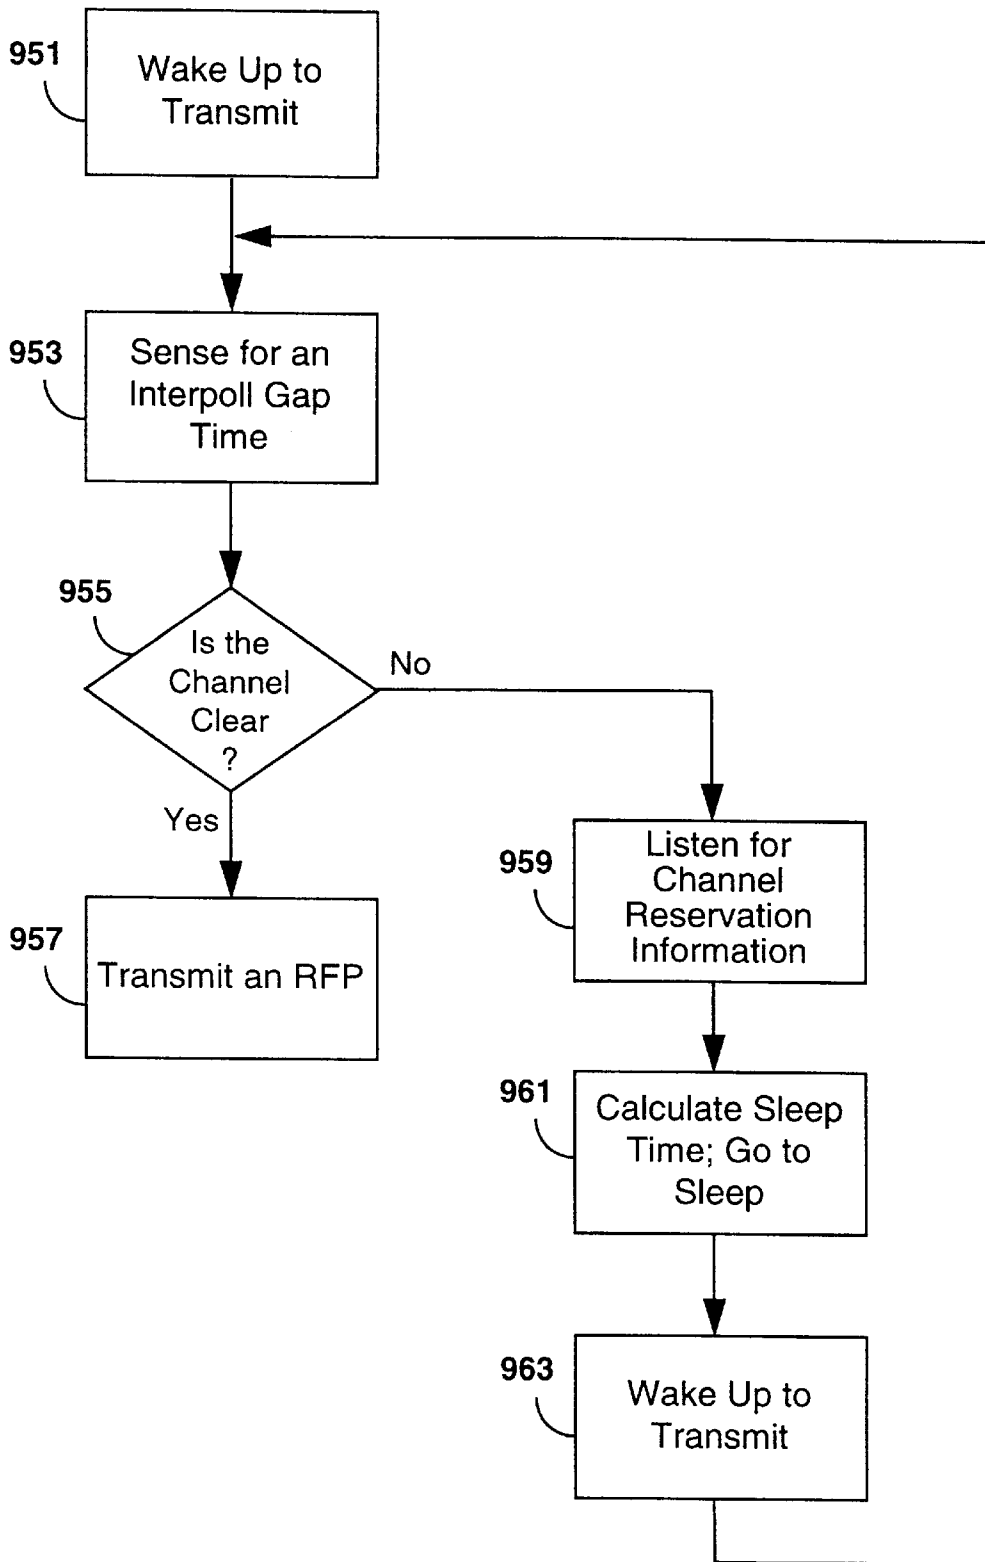 951
Wake Up to
Transmit
953
Sense for an
Interpoll Gap
Time
955
Is the
Channel
Clear
?
No
Yes
957
Transmit an RFP
959
Listen for
Channel
Reservation
Information
961
Calculate Sleep
Time; Go to
Sleep
963
Wake Up to
Transmit